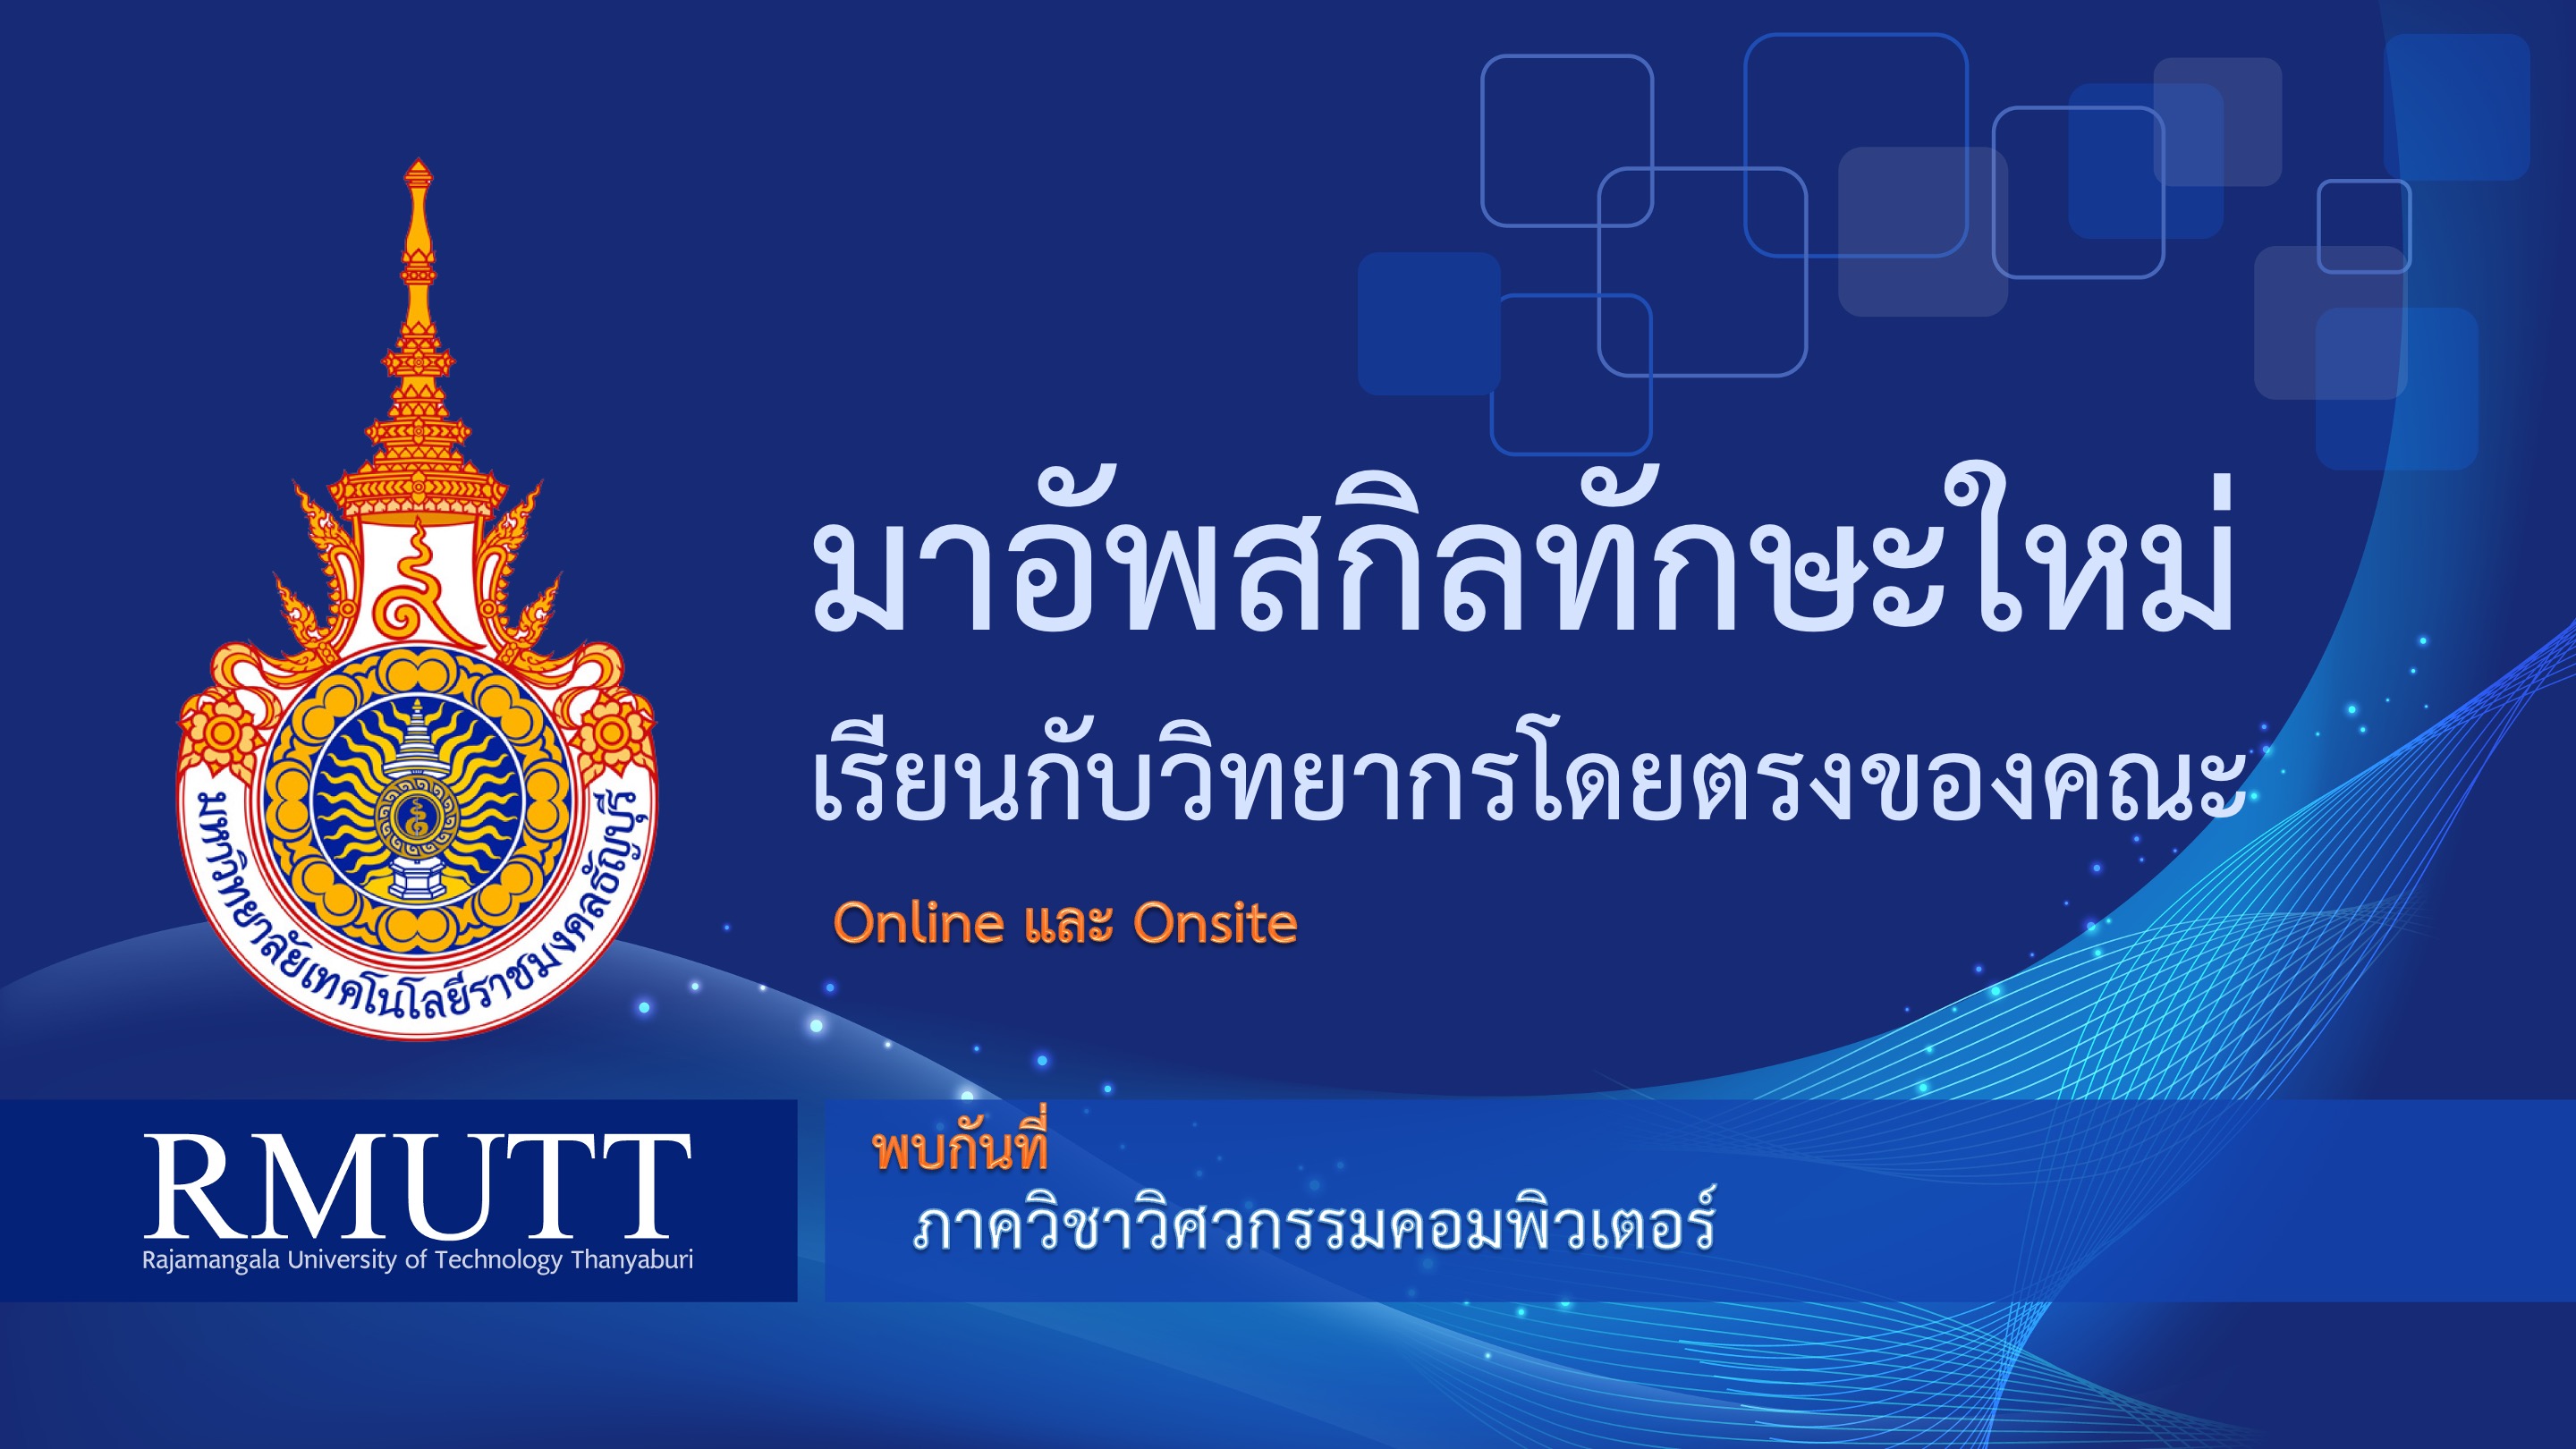 มาอัพสกิลทักษะใหม่
เรียนกับวิทยากรโดยตรงของคณะ
Online และ Onsite
มหาวิทยาลัยเทคโนโลยีราชมงคลธัญบุรี
RMUTT
Rajamangala University of Technology Thanyaburi
พบกันที่
ภาควิชาวิศวกรรมคอมพิวเตอร์